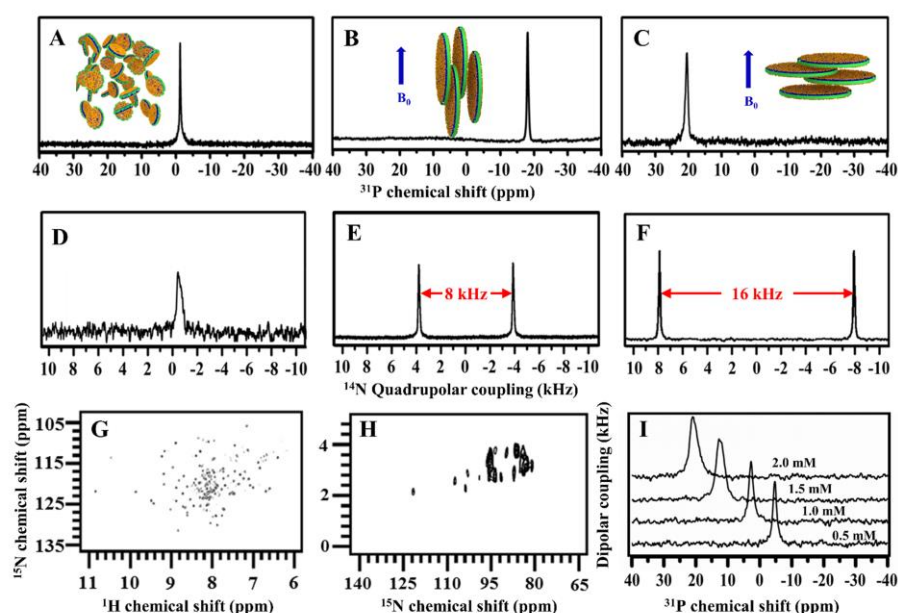 A
B
C
B₀
B₀
40 30 20 10 0 -10 -20 -30 -40
40 30 20 10 0 -10 -20 -30 -40
40 30 20 10 0 -10 -20 -30 -40
³¹P chemical shift (ppm)
D
E
F
8 kHz
16 kHz
10 8 6 4 2 0 -2 -4 -6 -8 -10
10 8 6 4 2 0 -2 -4 -6 -8 -10
10 8 6 4 2 0 -2 -4 -6 -8 -10
¹⁴N Quadrupolar coupling (kHz)
¹⁵N chemical shift (ppm)
105
115
125
135
G
11 10 9 8 7 6
¹H chemical shift (ppm)
H
4
2
0
140 121 109 95 80 65
¹⁵N chemical shift (ppm)
Dipolar coupling (kHz)
I
2.0 mM
1.5 mM
1.0 mM
0.5 mM
40 30 20 10 0 -10 -20 -30 -40
³¹P chemical shift (ppm)